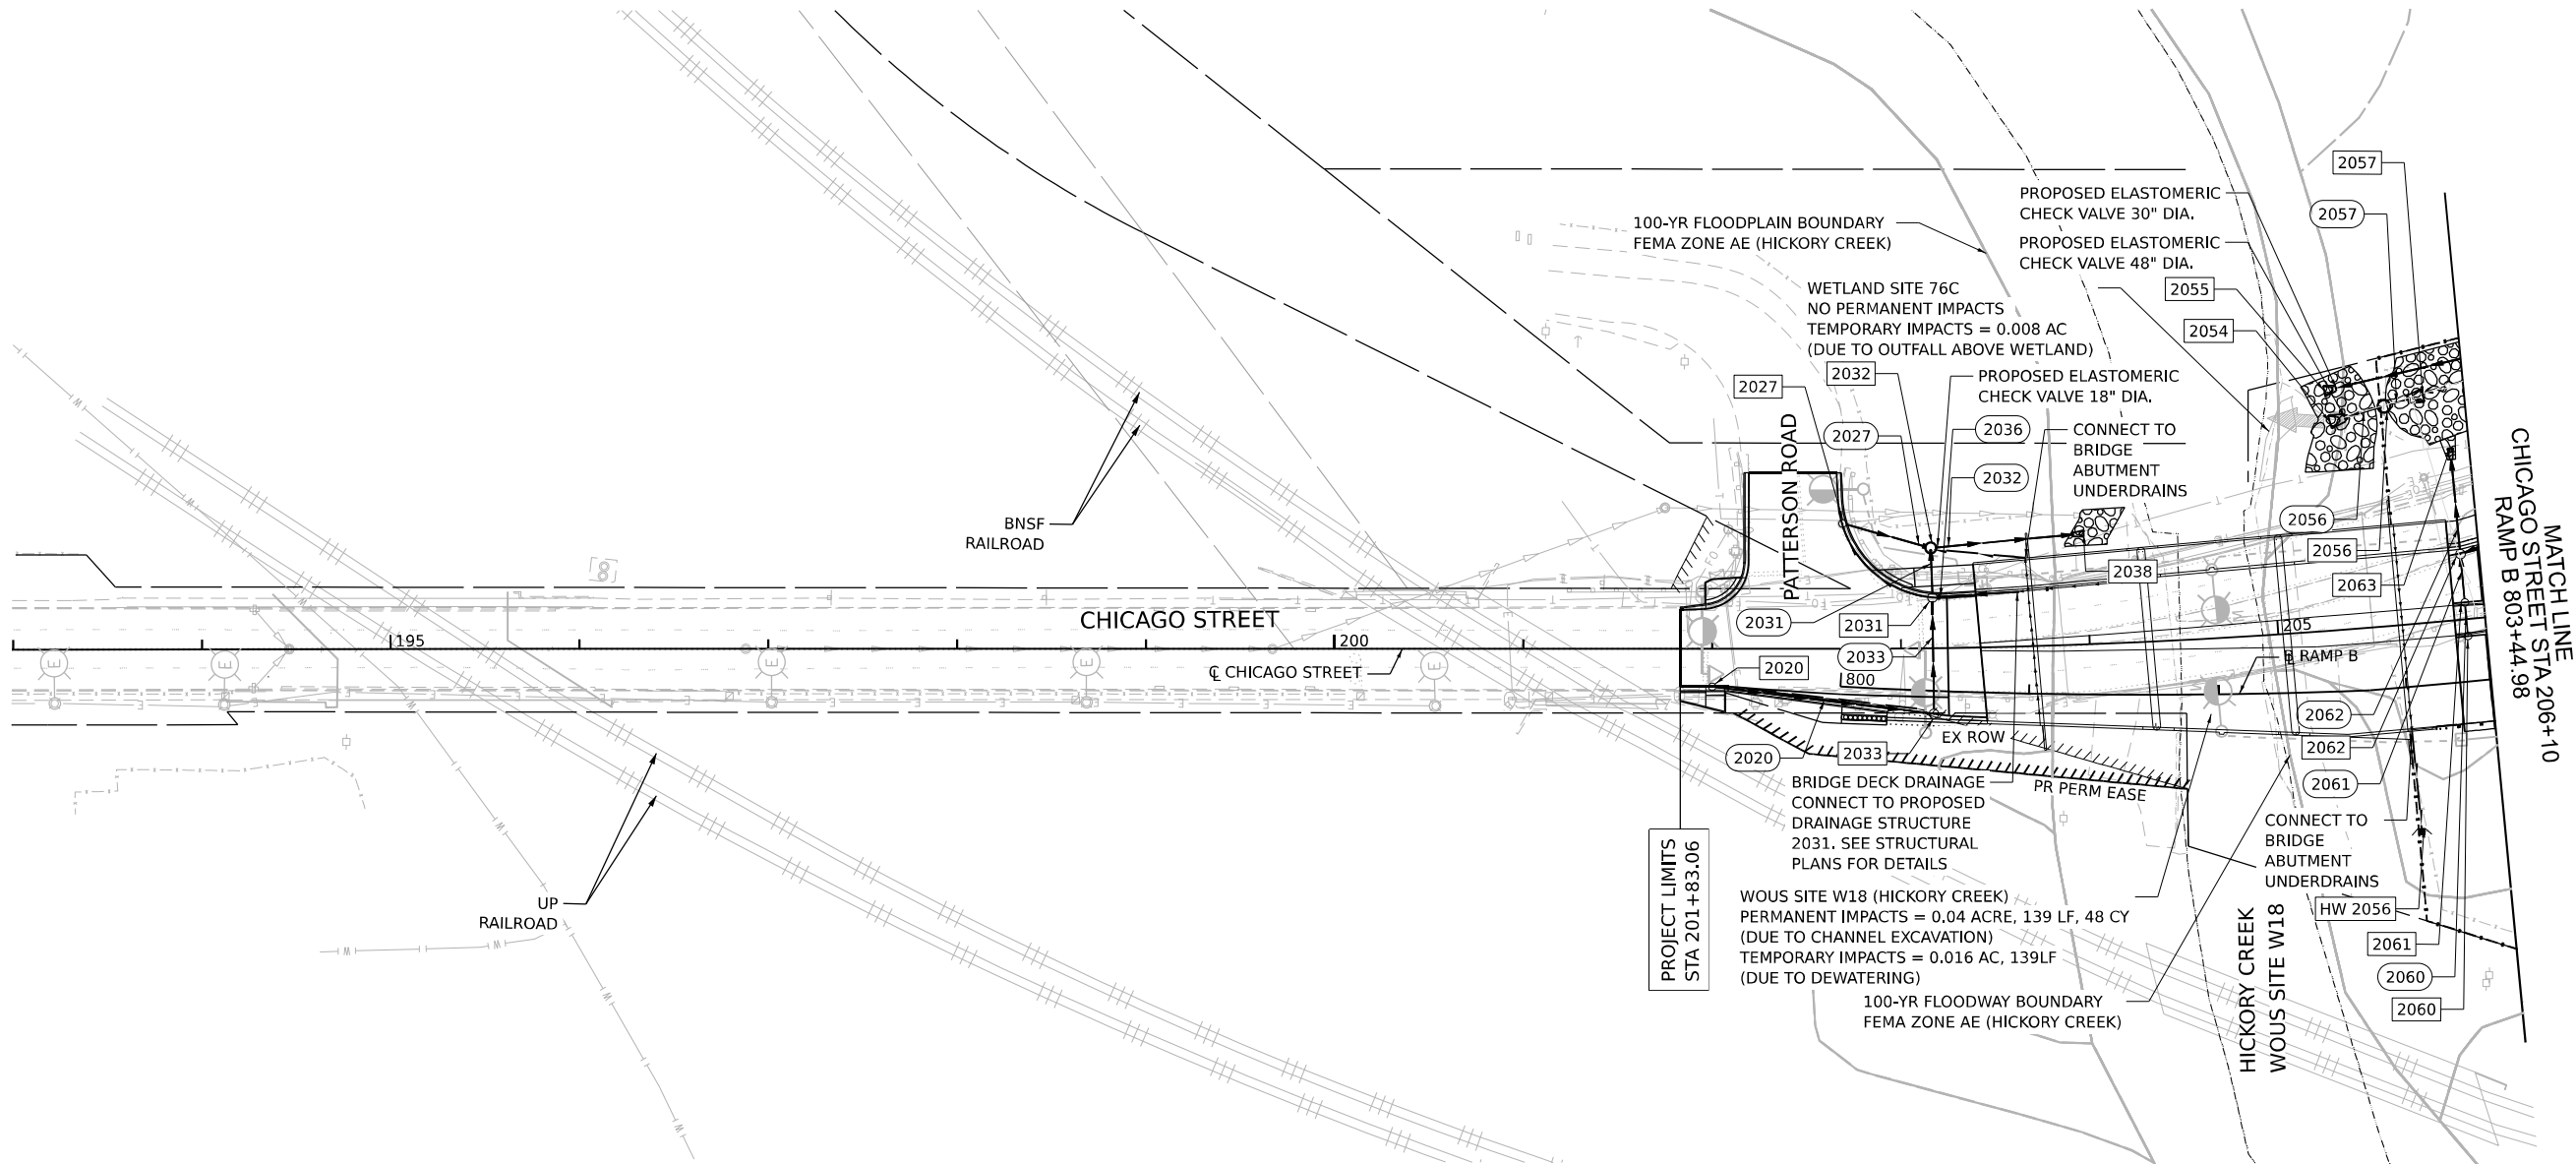 2057
PROPOSED ELASTOMERIC
CHECK VALVE 30" DIA.
2057
100-YR FLOODPLAIN BOUNDARY
FEMA ZONE AE (HICKORY CREEK)
PROPOSED ELASTOMERIC
CHECK VALVE 48" DIA.
2055
WETLAND SITE 76C
NO PERMANENT IMPACTS
TEMPORARY IMPACTS = 0.008 AC
(DUE TO OUTFALL ABOVE WETLAND)
2054
2032
2027
PROPOSED ELASTOMERIC
CHECK VALVE 18" DIA.
2027
2036
2032
CONNECT TO
BRIDGE
ABUTMENT
UNDERDRAINS
PATTERSON ROAD
MATCH LINE
CHICAGO STREET STA 206+10
RAMP B 803+44.98
BNSF
RAILROAD
2056
2056
2038
2063
CHICAGO STREET
2031
2031
2033
195
200
205
℄ CHICAGO STREET
2020
800
℄ RAMP B
2062
2062
EX ROW
2033
2020
2061
PR PERM EASE
BRIDGE DECK DRAINAGE
CONNECT TO PROPOSED
DRAINAGE STRUCTURE
2031. SEE STRUCTURAL
PLANS FOR DETAILS
CONNECT TO
BRIDGE
ABUTMENT
UNDERDRAINS
PROJECT LIMITS
STA 201+83.06
UP
RAILROAD
WOUS SITE W18 (HICKORY CREEK)
PERMANENT IMPACTS = 0.04 ACRE, 139 LF, 48 CY
(DUE TO CHANNEL EXCAVATION)
TEMPORARY IMPACTS = 0.016 AC, 139LF
(DUE TO DEWATERING)
HW 2056
2061
2060
2060
100-YR FLOODWAY BOUNDARY
FEMA ZONE AE (HICKORY CREEK)
HICKORY CREEK
WOUS SITE W18